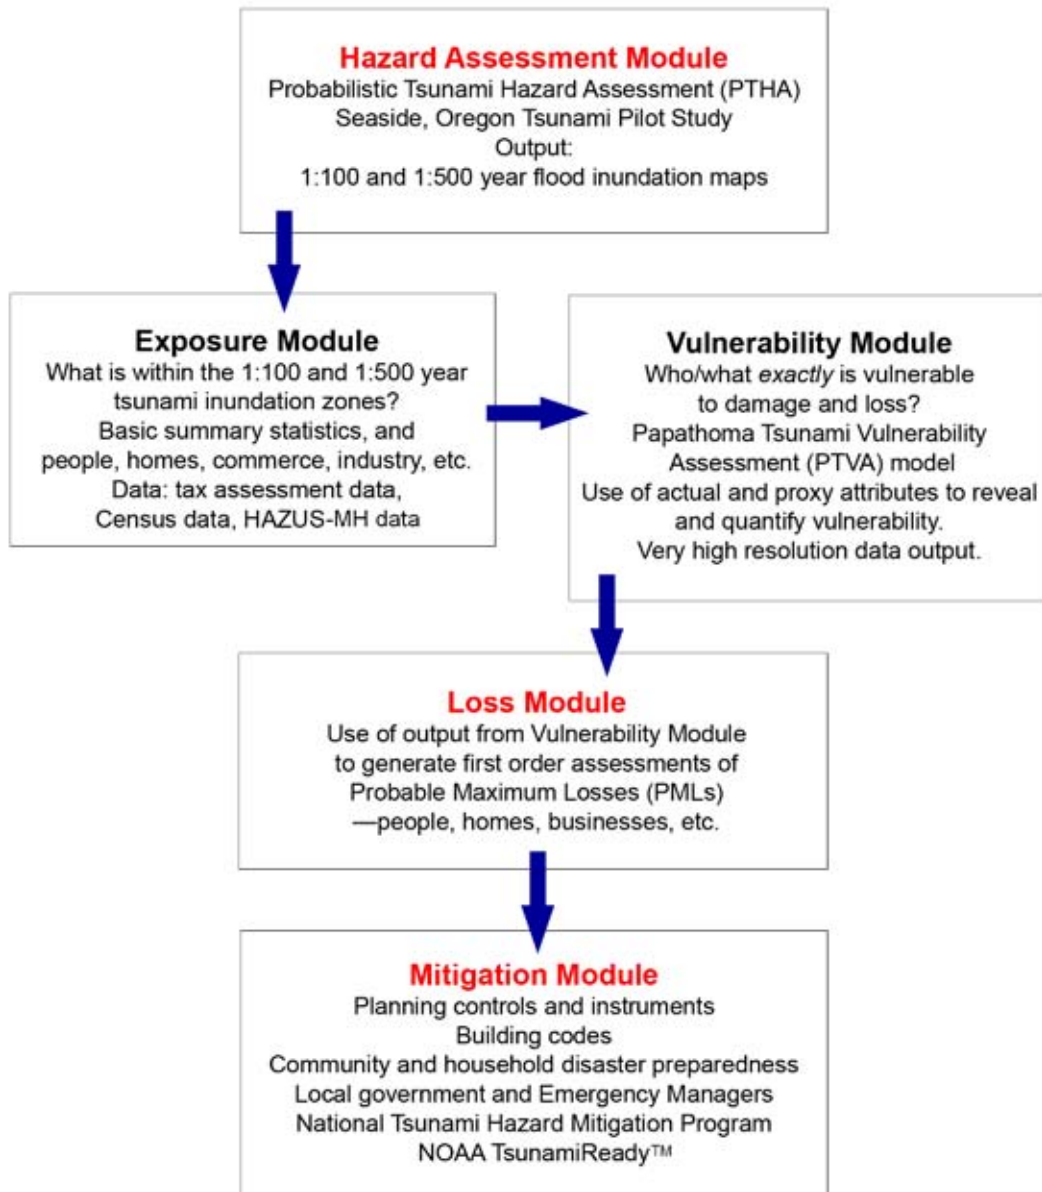 Hazard Assessment Module
Probabilistic Tsunami Hazard Assessment (PTHA)
Seaside, Oregon Tsunami Pilot Study
Output:
1:100 and 1:500 year flood inundation maps
Exposure Module
What is within the 1:100 and 1:500 year
tsunami inundation zones?
Basic summary statistics, and
people, homes, commerce, industry, etc.
Data: tax assessment data,
Census data, HAZUS-MH data
Vulnerability Module
Who/what exactly is vulnerable
to damage and loss?
Papathoma Tsunami Vulnerability
Assessment (PTVA) model
Use of actual and proxy attributes to reveal
and quantify vulnerability.
Very high resolution data output.
Loss Module
Use of output from Vulnerability Module
to generate first order assessments of
Probable Maximum Losses (PMLs)
—people, homes, businesses, etc.
Mitigation Module
Planning controls and instruments
Building codes
Community and household disaster preparedness
Local government and Emergency Managers
National Tsunami Hazard Mitigation Program
NOAA TsunamiReady™